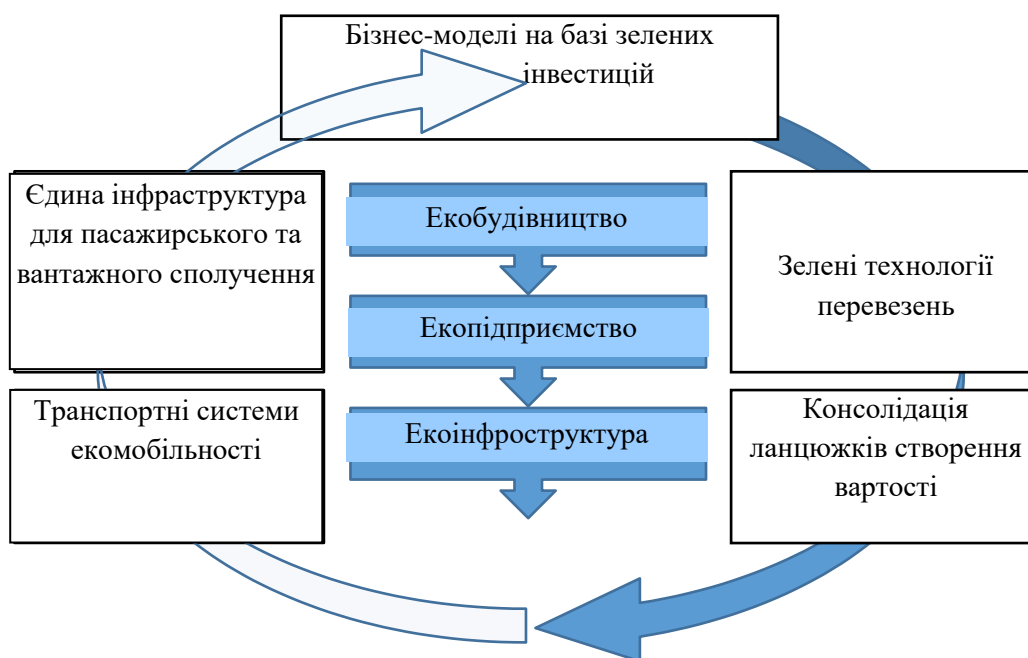 Бізнес-моделі на базі зелених
інвестицій
Єдина інфраструктура
для пасажирського та
вантажного сполучення
Екобудівництво
Зелені технології
перевезень
Екопідприємство
Транспортні системи
екомобільності
Екоінфроструктура
Консолідація
ланцюжків створення
вартості